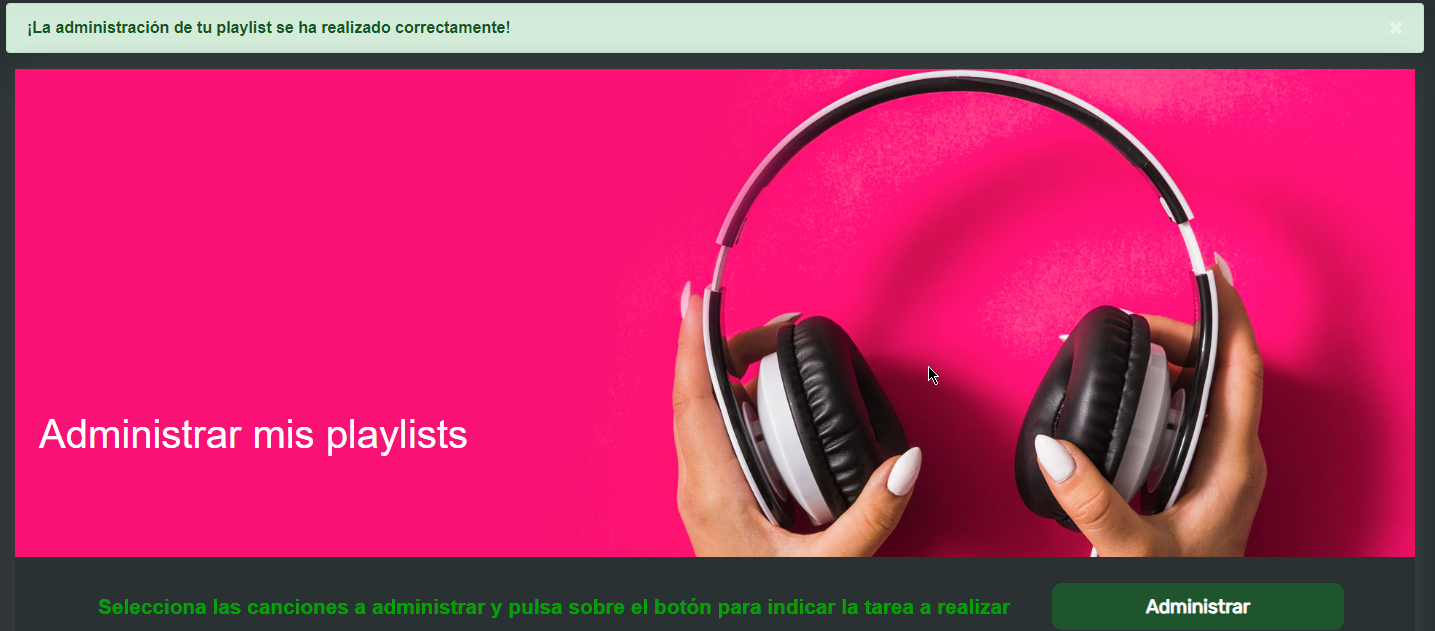 ¡La administración de tu playlist se ha realizado correctamente!
Administrar mis playlists
Selecciona las canciones a administrar y pulsa sobre el botón para indicar la tarea a realizar
Administrar